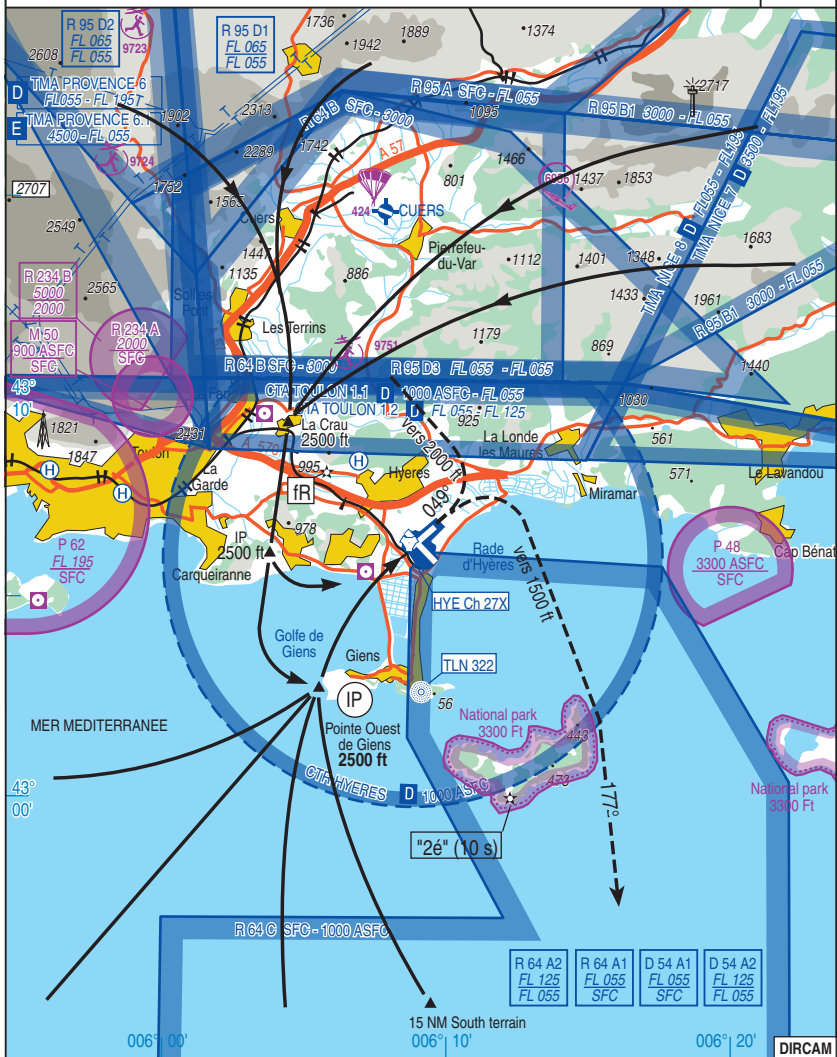 R 95 D2
FL 065
FL 055
9723
R 95 D1
FL 065
FL 055
1736
1942
1889
1374
2608
D
TMA PROVENCE 6
FL055 - FL 195
E
TMA PROVENCE 6.1
4500 - FL 055
1902
2313
R 64 B SFC - 3000
R 95 A SFC - FL 055
1095
2717
R 95 B1 3000 - FL 055
9724
2289
1742
A 57
1466
2707
1752
1565
801
424
CUERS
6956
1437
1853
TMA NICE 8 D FL055 - FL195
TMA NICE 7 D 3500 - FL195
2549
Cuers
1447
1135
Pierrefeu-
du-Var
1112
1401
1348
1683
R 234 B
5000
2000
2565
886
1433
1961
Solliès
Pont
M 50
900 ASFC
SFC
R 234 A
2000
SFC
Les Terrins
9751
1179
869
R 95 B1 3000 - FL 055
R 64 B SFC - 3000
R 95 D3 FL 055 - FL 065
1440
43°
10'
CTA TOULON 1.1
D
1000 ASFC - FL 055
TOULON 1.2
D
FL 055 - FL 125
1030
La Crau
2500 ft
925
vers 2000 ft
1821
1847
2431
A 570
La Londe
les Maures
561
Toulon
H
H
H
La
Garde
995
Hyères
571
Le Lavandou
fR
Miramar
049°
978
IP
2500 ft
Carqueiranne
P 62
FL 195
SFC
Rade
d'Hyères
vers 1500 ft
P 48
3300 ASFC
SFC
Cap Bénat
HYE Ch 27X
Golfe de
Giens
Giens
TLN 322
IP
56
MER MEDITERRANEE
Pointe Ouest
de Giens
2500 ft
National park
3300 Ft
443
473
CTR HYERES
D
1000 ASFC
43°
00'
177°
National park
3300 Ft
"2é" (10 s)
R 64 C SFC - 1000 ASFC
R 64 A2
FL 125
FL 055
R 64 A1
FL 055
SFC
D 54 A1
FL 055
SFC
D 54 A2
FL 125
FL 055
15 NM South terrain
006° 00'
006° 10'
006° 20'
DIRCAM